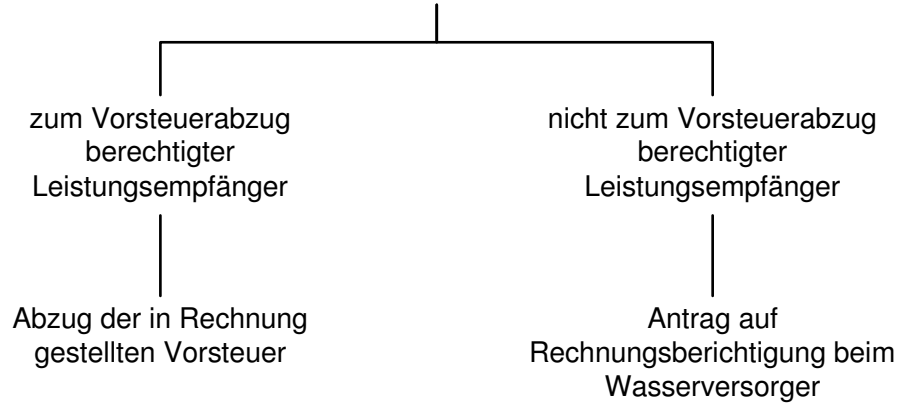 zum Vorsteuerabzug
berechtigter
Leistungsempfänger
nicht zum Vorsteuerabzug
berechtigter
Leistungsempfänger
Abzug der in Rechnung
gestellten Vorsteuer
Antrag auf
Rechnungsberichtigung beim
Wasserversorger